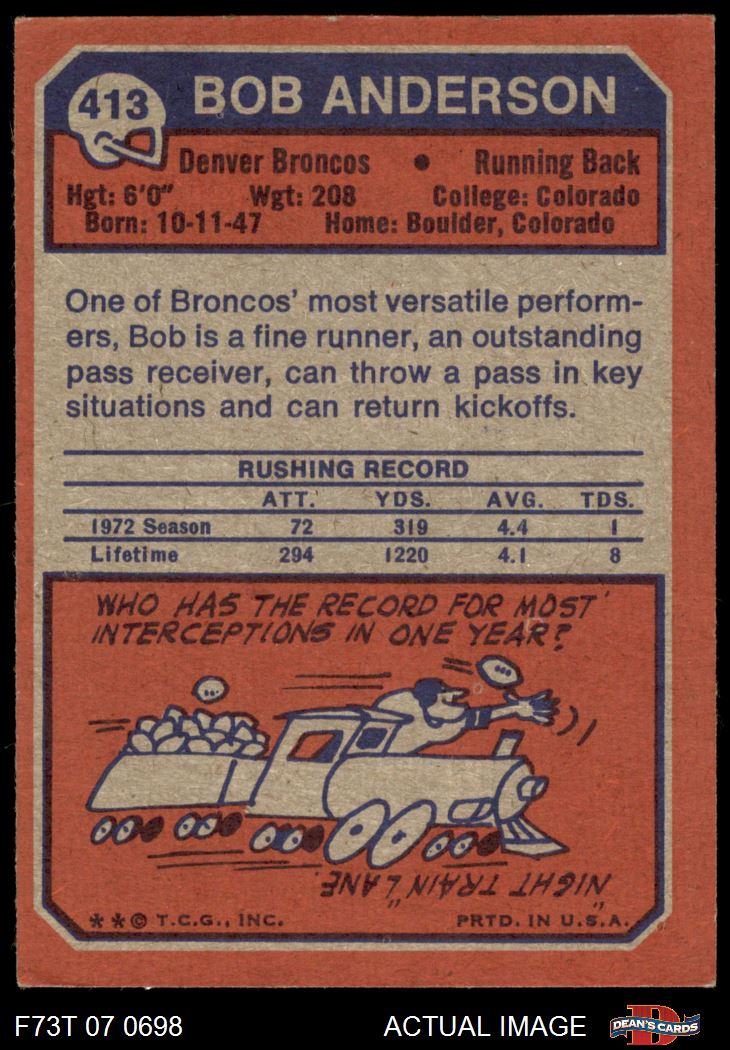 413
BOB ANDERSON
Denver Broncos • Running Back
Hgt: 6'0" Wgt: 208 College: Colorado
Born: 10-11-47 Home: Boulder, Colorado
One of Broncos' most versatile perform-
ers, Bob is a fine runner, an outstanding
pass receiver, can throw a pass in key
situations and can return kickoffs.
RUSHING RECORD
ATT. YDS. AVG. TDS.
1972 Season 72 319 4.4 1
Lifetime 294 1220 4.1 8
WHO HAS THE RECORD FOR MOST
INTERCEPTIONS IN ONE YEAR?
"NIGHT TRAIN" LANE.
**© T.C.G., INC. PRTD. IN U.S.A.
F73T 07 0698 ACTUAL IMAGE
D
DEAN'S CARDS